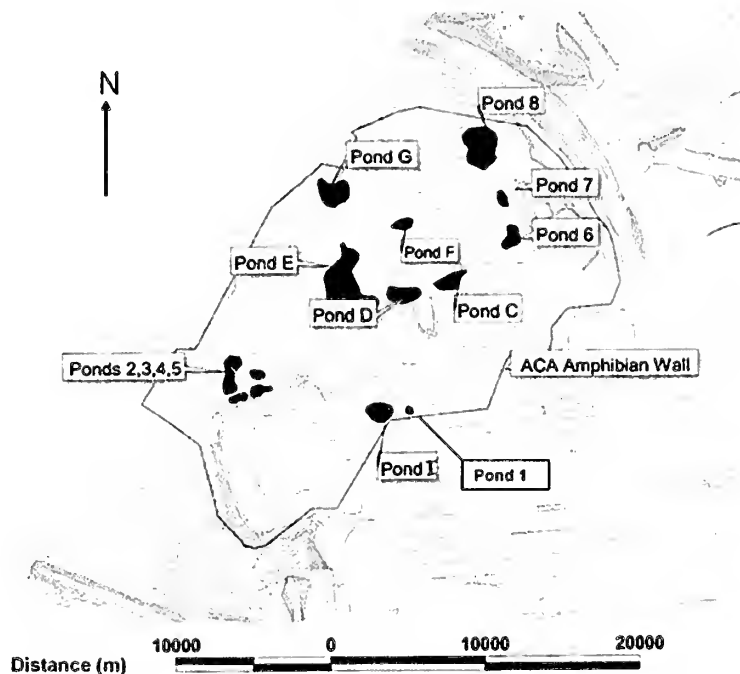 N
Pond 8
Pond G
Pond 7
Pond F
Pond 6
Pond E
Pond D
Pond C
Ponds 2,3,4,5
ACA Amphibian Wall
Pond I
Pond 1
10000 0 10000 20000
Distance (m)